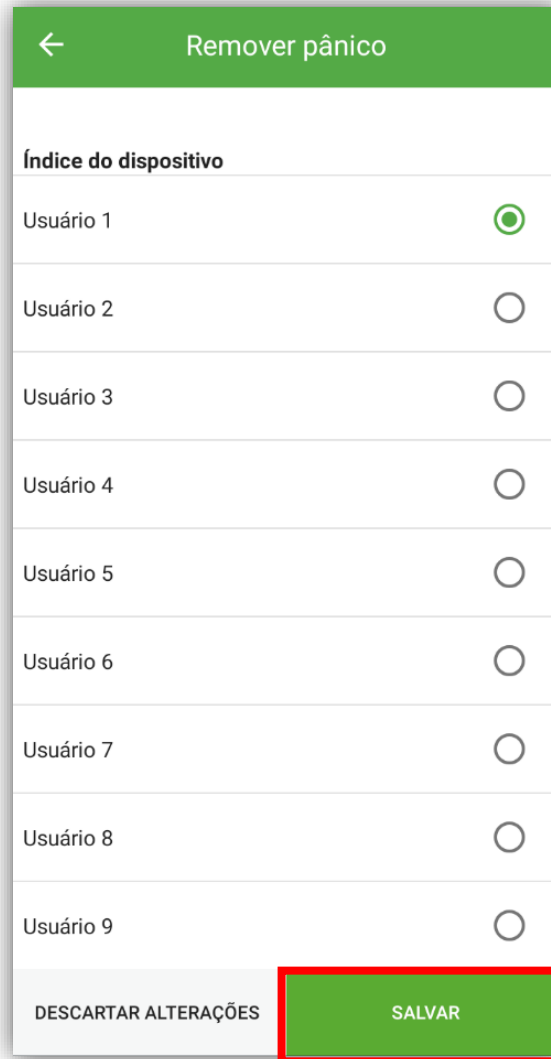 Remover pânico
Índice do dispositivo
Usuário 1
Usuário 2
Usuário 3
Usuário 4
Usuário 5
Usuário 6
Usuário 7
Usuário 8
Usuário 9
DESCARTAR ALTERAÇÕES SALVAR